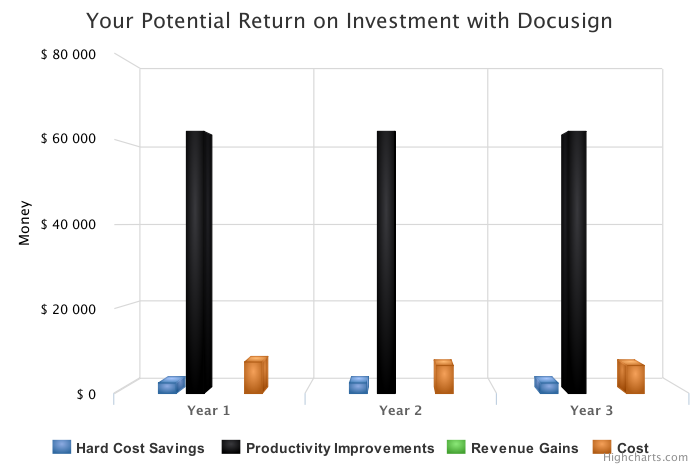 Your Potential Return on Investment with Docusign
$ 80 000
$ 60 000
$ 40 000
$ 20 000
$ 0
Money
Year 1 Year 2 Year 3
Hard Cost Savings Productivity Improvements Revenue Gains Cost
Highcharts.com